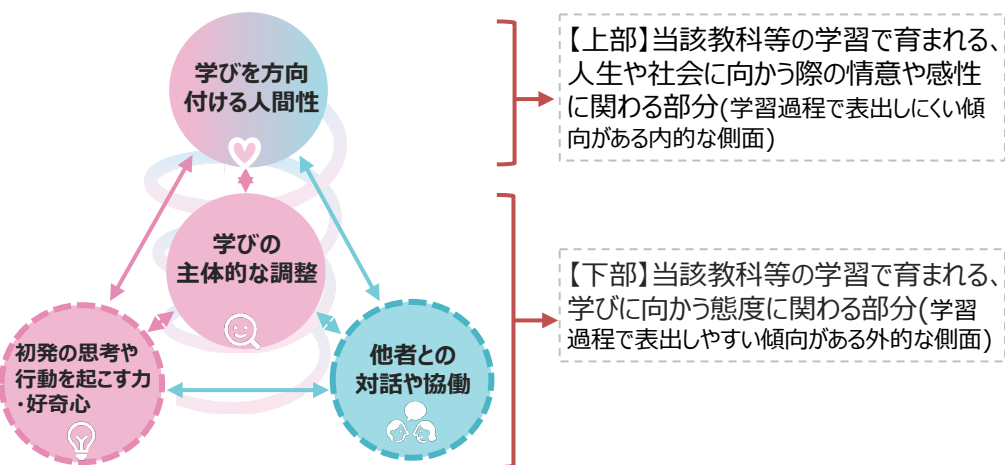 学びを方向
付ける人間性
学びの
主体的な調整
初発の思考や
行動を起こす力
・好奇心
他者との
対話や協働
【上部】当該教科等の学習で育まれる、
人生や社会に向かう際の情意や感性
に関わる部分(学習過程で表出しにくい傾
向がある内的な側面)
【下部】当該教科等の学習で育まれる、
学びに向かう態度に関わる部分(学習
過程で表出しやすい傾向がある外的な側面)